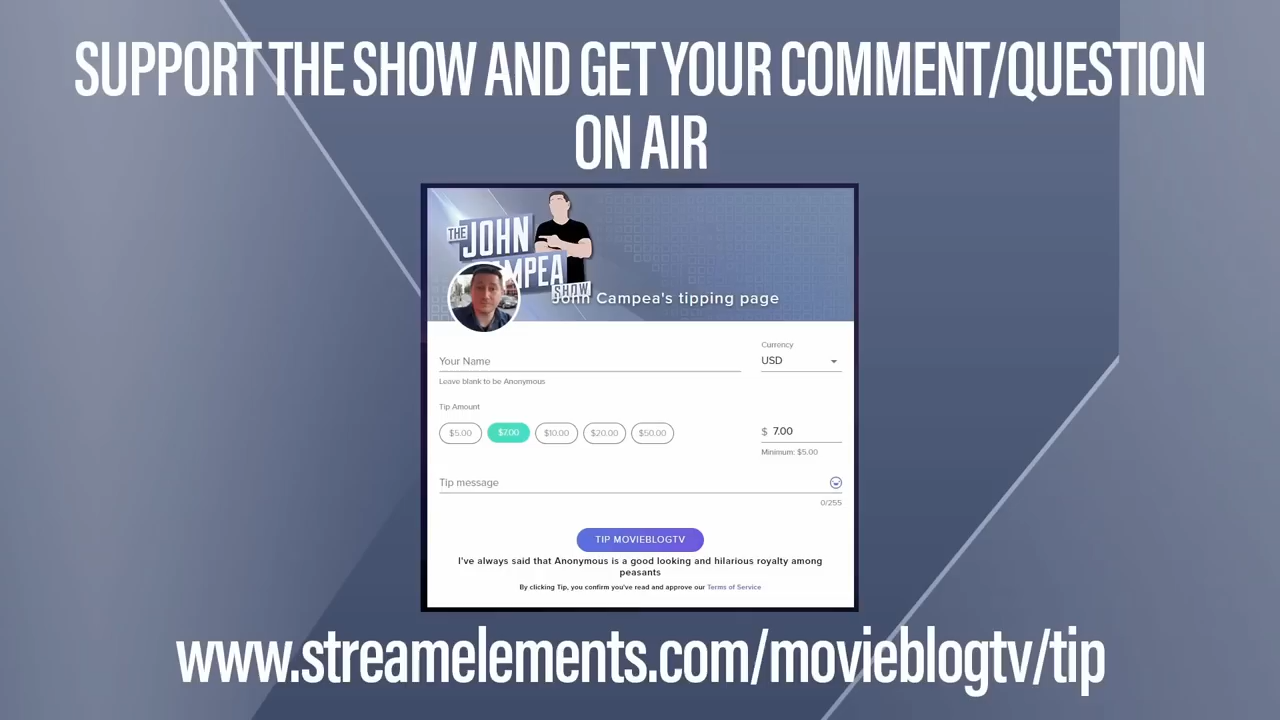 SUPPORT THE SHOW AND GET YOUR COMMENT/QUESTION
ON AIR
THE
JOHN
CAMPEA
SHOW
John Campea's tipping page
Your Name
Currency
USD
Leave blank to be Anonymous
Tip Amount
$5.00 $7.00 $10.00 $20.00 $50.00
$ 7.00
Minimum: $5.00
Tip message
0/255
TIP MOVIEBLOGTV
I've always said that Anonymous is a good looking and hilarious royalty among
peasants
By clicking Tip, you confirm you've read and approve our Terms of Service
www.streamelements.com/movieblogtv/tip